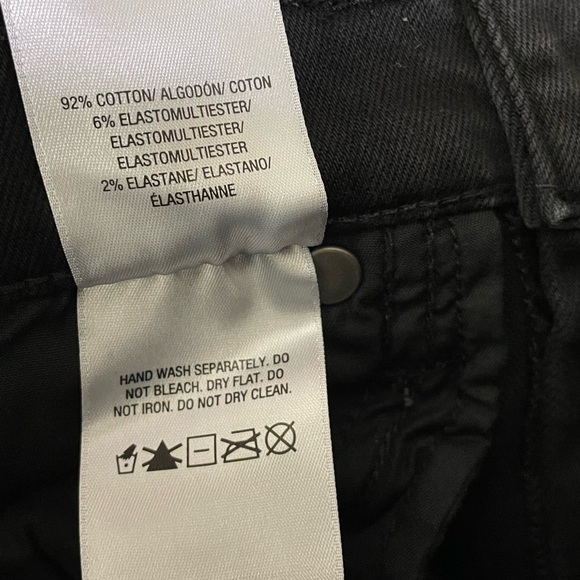 92% COTTON/ ALGODÓN/ COTON
6% ELASTOMULTIESTER/
ELASTOMULTIESTER/
ELASTOMULTIESTER
2% ELASTANE/ ELASTANO/
ÉLASTHANNE
HAND WASH SEPARATELY. DO
NOT BLEACH. DRY FLAT. DO
NOT IRON. DO NOT DRY CLEAN.